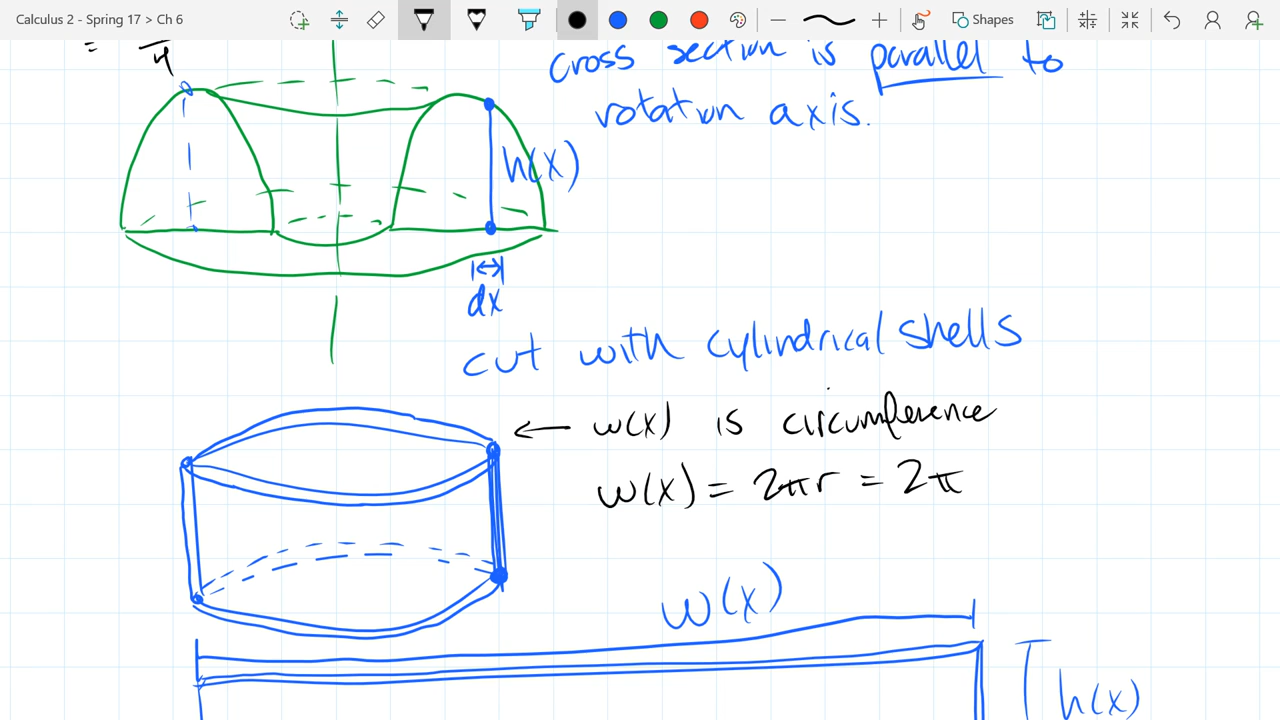 Calculus 2 - Spring 17 > Ch 6
Shapes
= π/4
cross section is parallel to
rotation axis.
h(x)
dx
cut with cylindrical shells
← w(x) is circumference
w(x) = 2πr = 2π
w(x)
h(x)